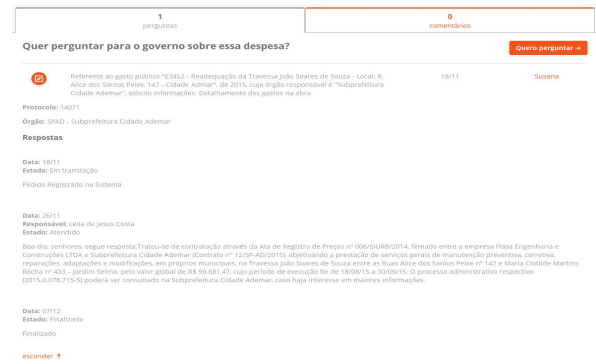 1
perguntas
0
comentários
Quer perguntar para o governo sobre essa despesa?
Quero perguntar →
Referente ao gasto público "E3452 - Readequação da Travessa João Soares de Souza - Local: R. 18/11 Susana
Alice dos Santos Peixe, 147 - Cidade Admar", de 2015, cujo órgão responsável é "Subprefeitura
Cidade Ademar", solicito informações: Detalhamento dos gastos na obra
Protocolo: 14071
Órgão: SPAD - Subprefeitura Cidade Ademar
Respostas
Data: 18/11
Estado: Em tramitação
Pedido Registrado no Sistema
Data: 26/11
Responsável: Leila de Jesus Costa
Estado: Atendido
Boa dia, senhores, segue resposta.Tratou-se de contratação através da Ata de Registro de Preços nº 006/SIURB/2014, firmado entre a empresa Flasa Engenharia e
Construções LTDA e Subprefeitura Cidade Ademar (Contrato nº 12/SP-AD/2015), objetivando a prestação de serviços gerais de manutenção preventiva, corretiva,
reparações, adaptações e modificações, em próprios municipais, na Travessa João Soares de Souza entre as Ruas Alice dos Santos Peixe nº 147 e Maria Clotilde Martins
Rocha nº 433 – Jardim Selma, pelo valor global de R$ 99.681,47, cujo período de execução foi de 18/08/15 a 30/09/15. O processo administrativo respectivo
(2015.0.078.715-5) poderá ser consultado na Subprefeitura Cidade Ademar, caso haja interesse em maiores informações.
Data: 07/12
Estado: Finalizado
Finalizado
esconder ↑